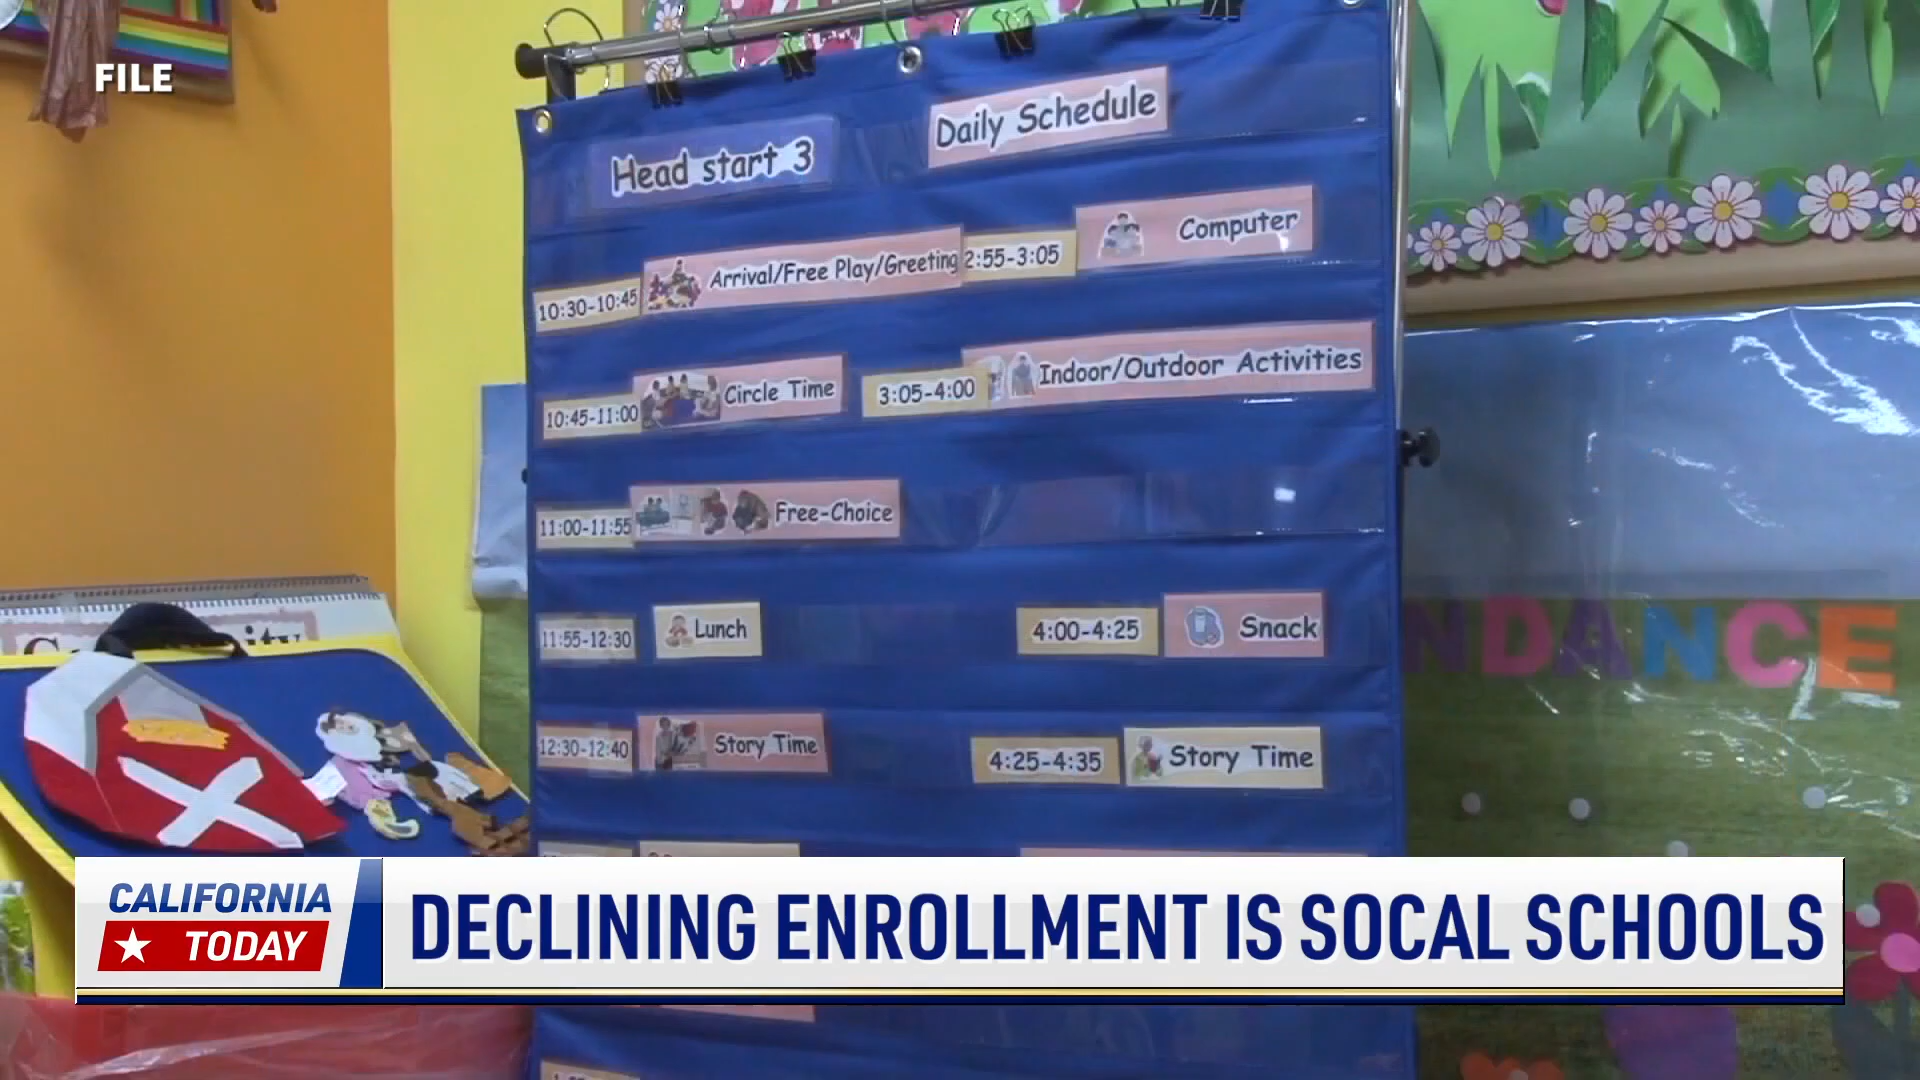 FILE
Head start 3
Daily Schedule
10:30-10:45 Arrival/Free Play/Greeting
2:55-3:05 Computer
10:45-11:00 Circle Time
3:05-4:00 Indoor/Outdoor Activities
11:00-11:55 Free-Choice
11:55-12:30 Lunch
4:00-4:25 Snack
12:30-12:40 Story Time
4:25-4:35 Story Time
NDANCE
CALIFORNIA
TODAY
DECLINING ENROLLMENT IS SOCAL SCHOOLS